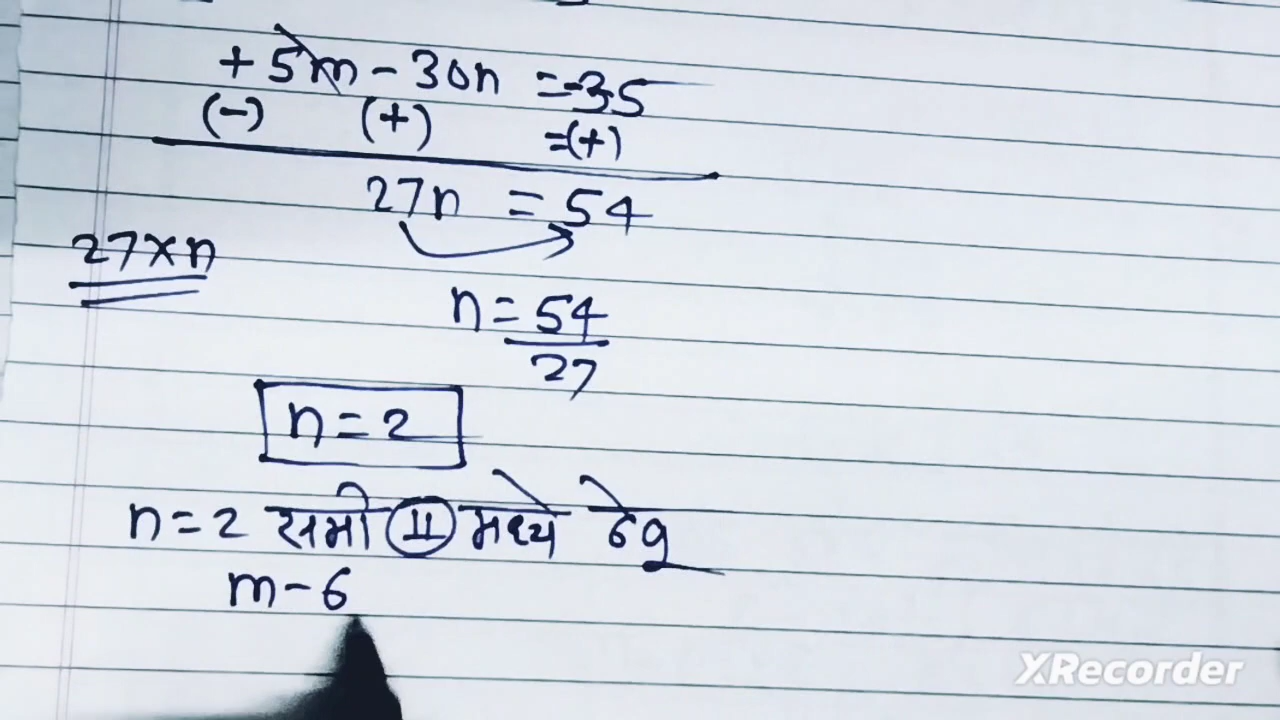 + 5m - 30n = -35
(-) (+) =(+)
27n = 54
27×n
n = 54
27
n = 2
n = 2 समी II मध्ये ठेवू
m - 6
XRecorder